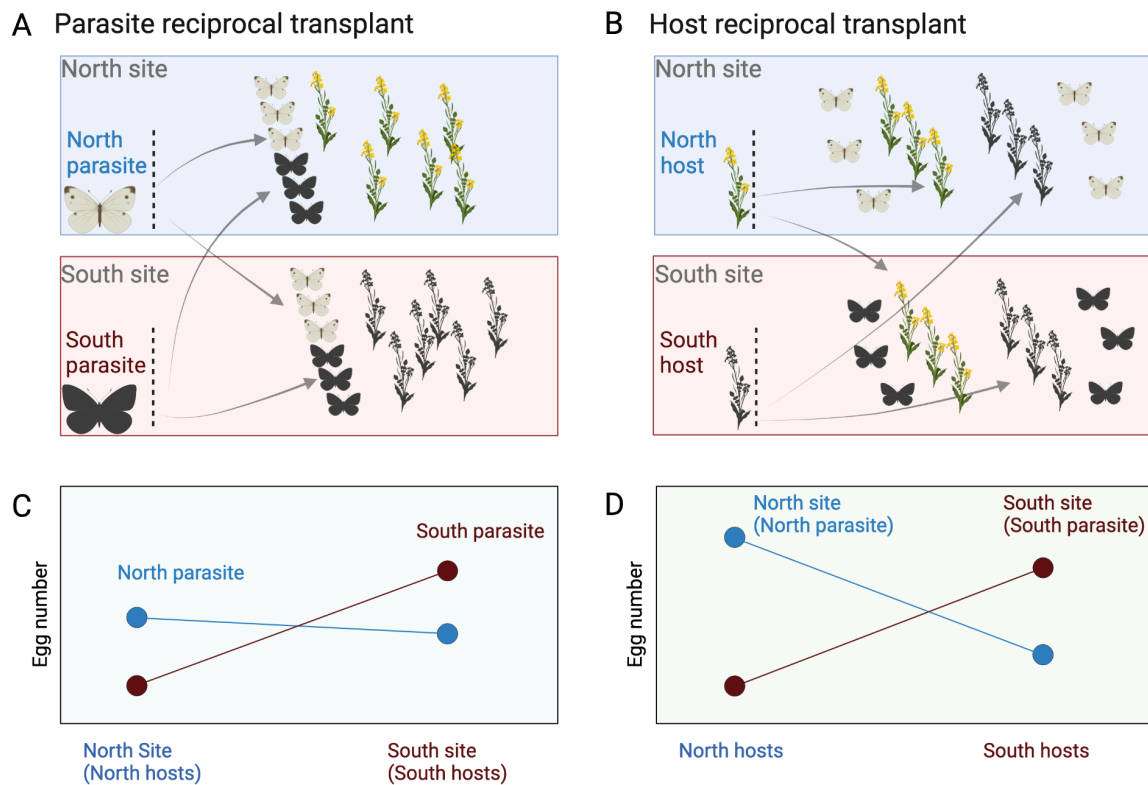 A Parasite reciprocal transplant
North site
North
parasite
South site
South
parasite
B Host reciprocal transplant
North site
North
host
South site
South
host
C
Egg number
North parasite
South parasite
North Site
(North hosts)
South site
(South hosts)
D
Egg number
North site
(North parasite)
South site
(South parasite)
North hosts
South hosts